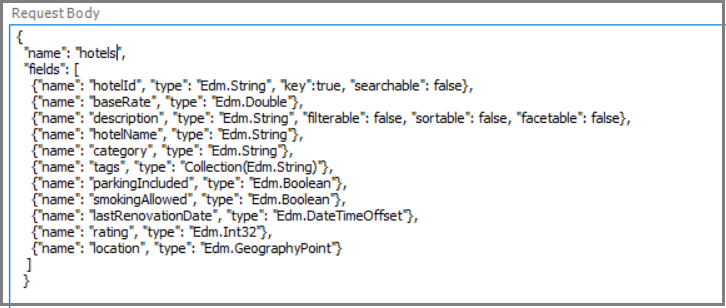 Request Body
{
"name": "hotels",
"fields": [
{"name": "hotelId", "type": "Edm.String", "key":true, "searchable": false},
{"name": "baseRate", "type": "Edm.Double"},
{"name": "description", "type": "Edm.String", "filterable": false, "sortable": false, "facetable": false},
{"name": "hotelName", "type": "Edm.String"},
{"name": "category", "type": "Edm.String"},
{"name": "tags", "type": "Collection(Edm.String)"},
{"name": "parkingIncluded", "type": "Edm.Boolean"},
{"name": "smokingAllowed", "type": "Edm.Boolean"},
{"name": "lastRenovationDate", "type": "Edm.DateTimeOffset"},
{"name": "rating", "type": "Edm.Int32"},
{"name": "location", "type": "Edm.GeographyPoint"}
]
}